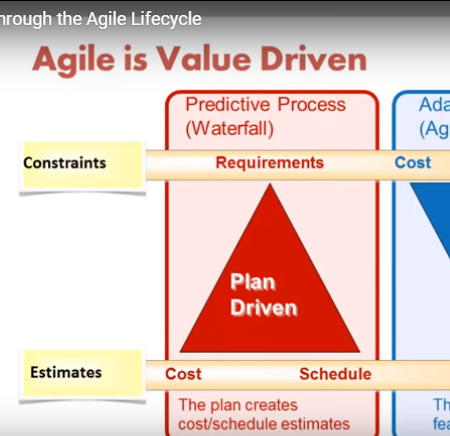 hrough the Agile Lifecycle
Agile is Value Driven
Predictive Process
(Waterfall)
Ada
(Ag
Constraints
Requirements
Cost
Plan
Driven
Estimates
Cost
Schedule
The plan creates
cost/schedule estimates
Th
fea